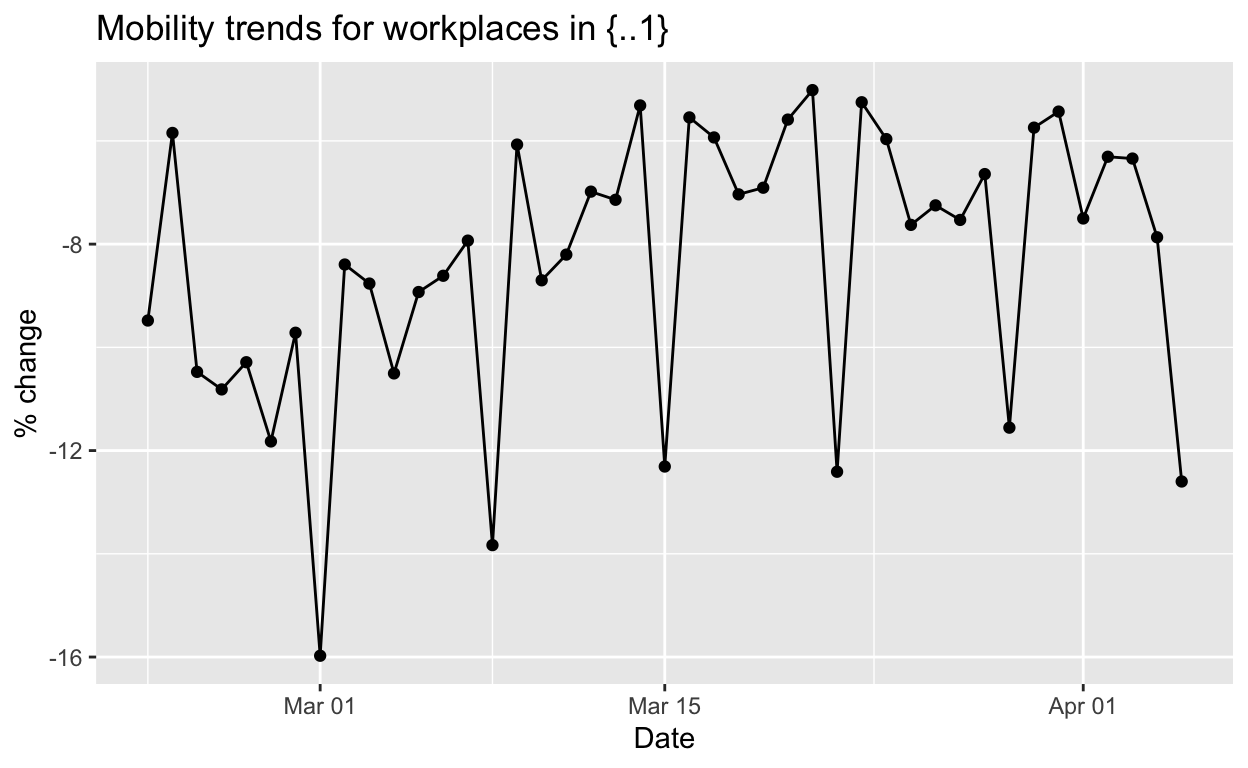 Mobility trends for workplaces in {..1}
% change
-8
-12
-16
Mar 01
Mar 15
Apr 01
Date